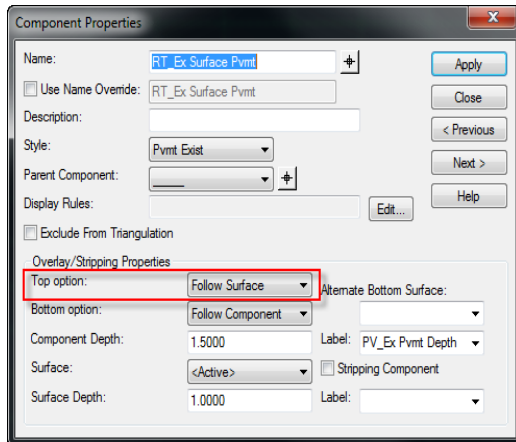 Component Properties
x
Name: RT_Ex Surface Pvmt Apply
Use Name Override: RT_Ex Surface Pvmt Close
Description: < Previous
Style: Pvmt Exist Next >
Parent Component: _____
Display Rules: Edit... Help
Exclude From Triangulation
Overlay/Stripping Properties
Top option: Follow Surface Alternate Bottom Surface:
Bottom option: Follow Component
Component Depth: 1.5000 Label: PV_Ex Pvmt Depth
Surface: <Active> Stripping Component
Surface Depth: 1.0000 Label: